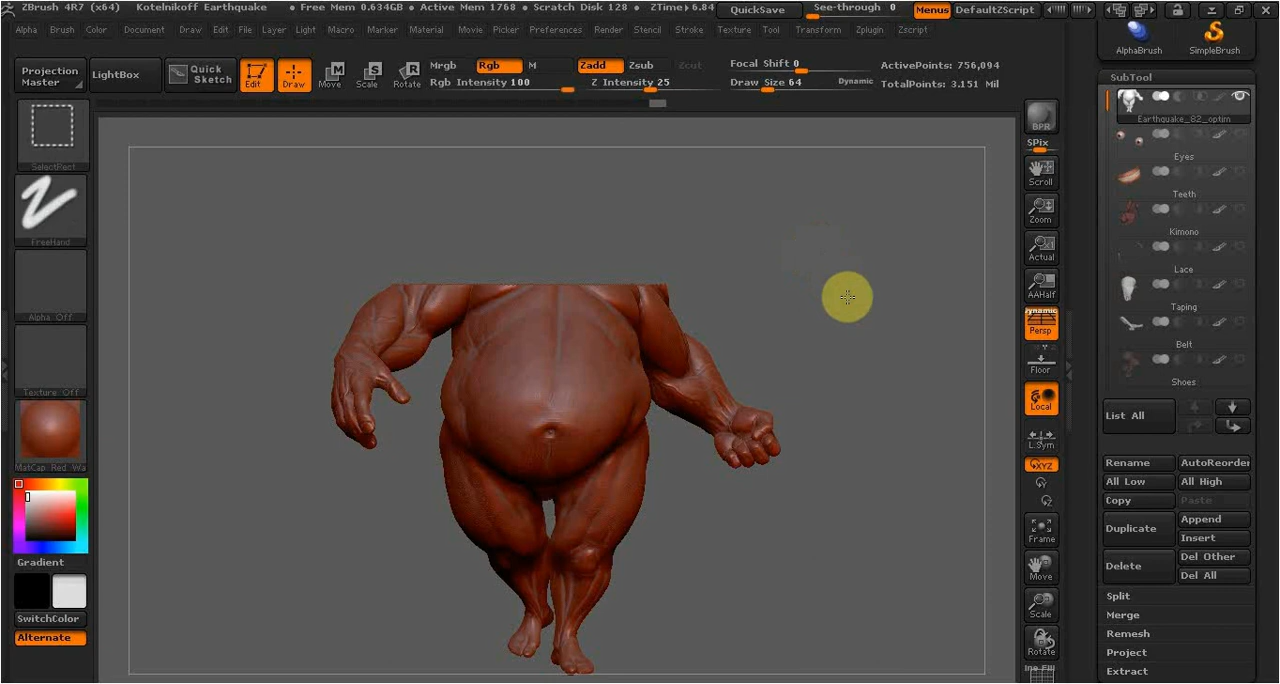 ZBrush 4R7 (x64) Kotelnikoff Earthquake • Free Mem 0.634GB • Active Mem 1768 • Scratch Disk 128 • ZTime▸6.84 QuickSave See-through 0 Menus DefaultZScript
Alpha Brush Color Document Draw Edit File Layer Light Macro Marker Material Movie Picker Preferences Render Stencil Stroke Texture Tool Transform Zplugin Zscript
Projection Master
LightBox
Quick Sketch
Edit
Draw
Move
Scale
Rotate
Mrgb Rgb M
Rgb Intensity 100
Zadd Zsub Zcut
Z Intensity 25
Focal Shift 0
Draw Size 64
Dynamic
ActivePoints: 756,094
TotalPoints: 3.151 Mil
AlphaBrush
SimpleBrush
SelectRect
FreeHand
Alpha Off
Texture Off
MatCap Red Wa
Gradient
SwitchColor
Alternate
BPR
SPix
Scroll
Zoom
Actual
AAHalf
Dynamic
Persp
Floor
Local
L.Sym
XYZ
Frame
Move
Scale
Rotate
Line Fill
SubTool
Earthquake_82_optim
Eyes
Teeth
Kimono
Lace
Taping
Belt
Shoes
List All
Rename AutoReorder
All Low All High
Copy Paste
Duplicate
Append
Insert
Delete
Del Other
Del All
Split
Merge
Remesh
Project
Extract